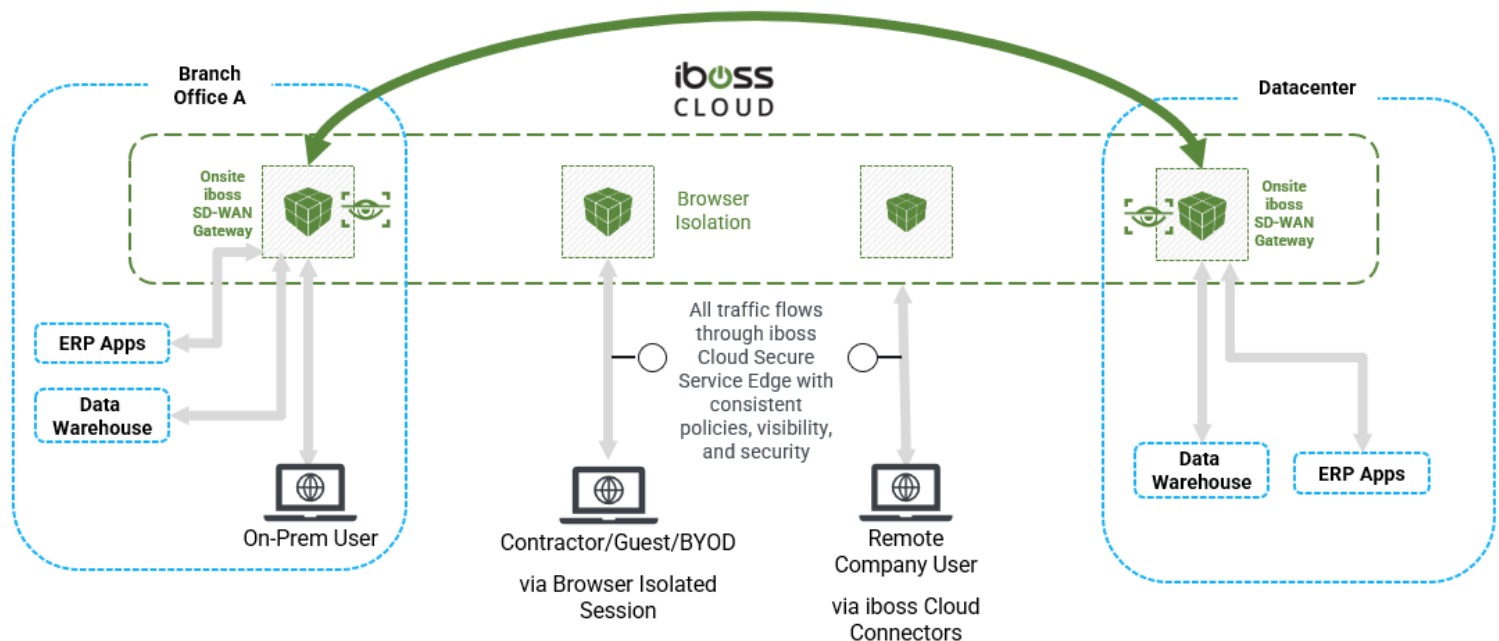 Branch
Office A
iboss
CLOUD
Datacenter
Onsite
iboss
SD-WAN
Gateway
Browser
Isolation
Onsite
iboss
SD-WAN
Gateway
ERP Apps
Data
Warehouse
All traffic flows
through iboss
Cloud Secure
Service Edge with
consistent
policies, visibility,
and security
Data
Warehouse
ERP Apps
On-Prem User
Contractor/Guest/BYOD
via Browser Isolated
Session
Remote
Company User
via iboss Cloud
Connectors